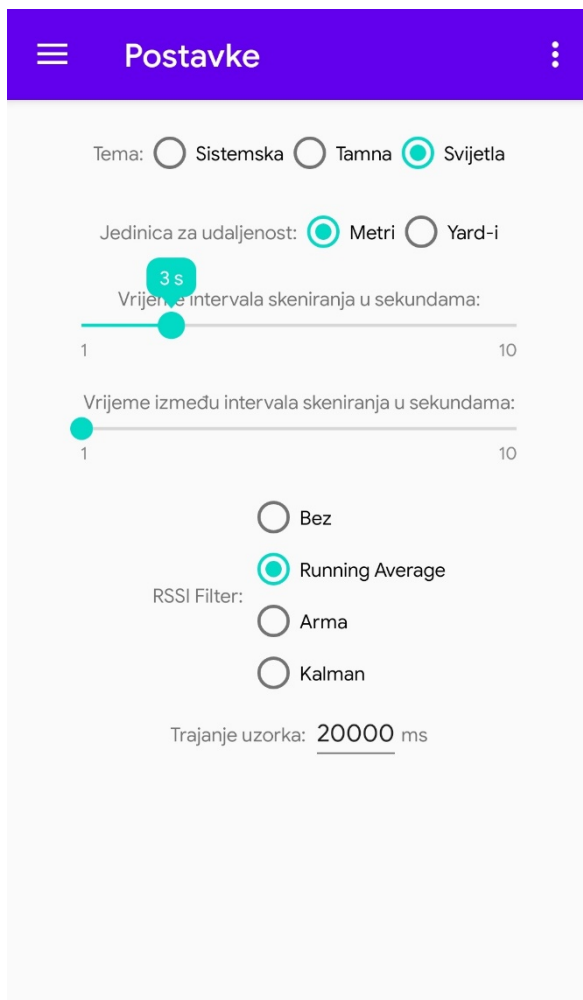 Postavke
Tema: Sistemska Tamna Svijetla
Jedinica za udaljenost: Metri Yard-i
3 s
Vrijeme intervala skeniranja u sekundama:
1 10
Vrijeme između intervala skeniranja u sekundama:
1 10
Bez
Running Average
RSSI Filter:
Arma
Kalman
Trajanje uzorka: 20000 ms